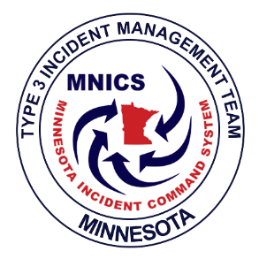 TYPE 3 INCIDENT MANAGEMENT TEAM
MNICS
MINNESOTA INCIDENT COMMAND SYSTEM
MINNESOTA